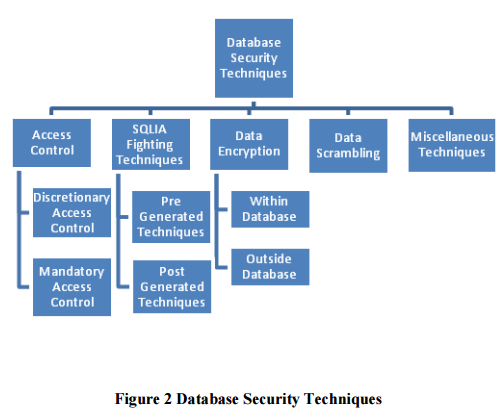 Database
Security
Techniques
Access
Control
SQLIA
Fighting
Techniques
Data
Encryption
Data
Scrambling
Miscellaneous
Techniques
Discretionary
Access
Control
Pre
Generated
Techniques
Within
Database
Mandatory
Access
Control
Post
Generated
Techniques
Outside
Database
Figure 2 Database Security Techniques